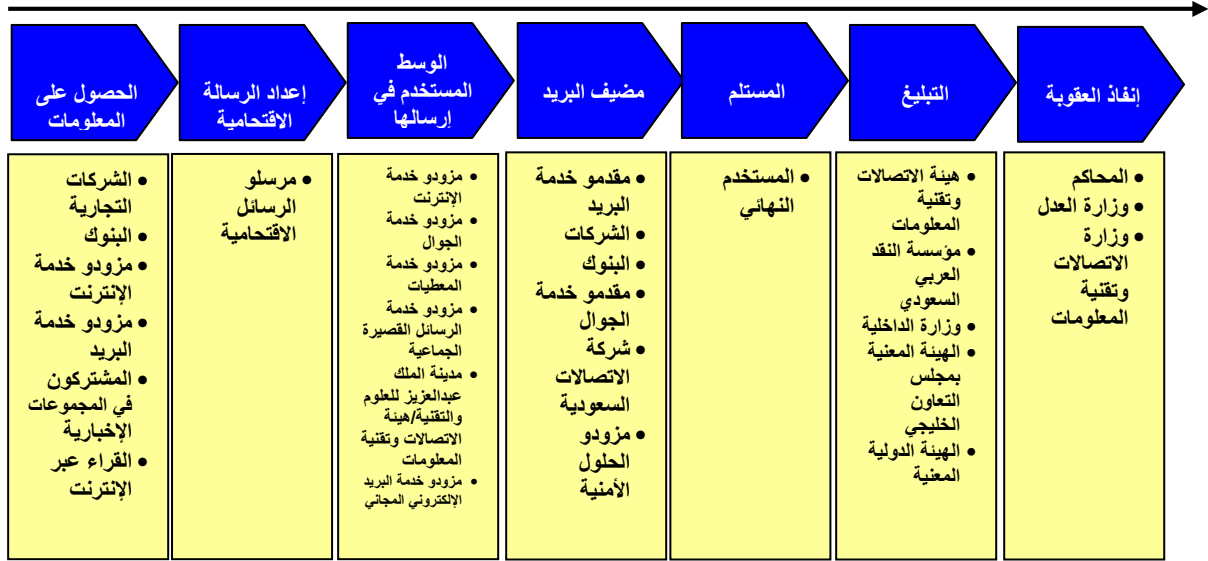 الحصول على
المعلومات
إعداد الرسالة
الاقتحامية
الوسط
المستخدم في
إرسالها
مضيف البريد
المستلم
التبليغ
إنفاذ العقوبة
• الشركات
التجارية
• البنوك
• مزودو خدمة
الإنترنت
• مزودو خدمة
البريد
• المشتركون
في المجموعات
الإخبارية
• القراء عبر
الإنترنت
• مرسلو
الرسائل
الاقتحامية
• مزودو خدمة
الإنترنت
• مزودو خدمة
الجوال
• مزودو خدمة
المعطيات
• مزودو خدمة
الرسائل القصيرة
الجماعية
• مدينة الملك
عبدالعزيز للعلوم
والتقنية/هيئة
الاتصالات وتقنية
المعلومات
• مزودو خدمة البريد
الإلكتروني المجاني
• مقدمو خدمة
البريد
• الشركات
• البنوك
• مقدمو خدمة
الجوال
• شركة
الاتصالات
السعودية
• مزودو
الحلول
الأمنية
• المستخدم
النهائي
• هيئة الاتصالات
وتقنية
المعلومات
• مؤسسة النقد
العربي
السعودي
• وزارة الداخلية
• الهيئة المعنية
بمجلس
التعاون
الخليجي
• الهيئة الدولية
المعنية
• المحاكم
• وزارة العدل
• وزارة
الاتصالات
وتقنية
المعلومات